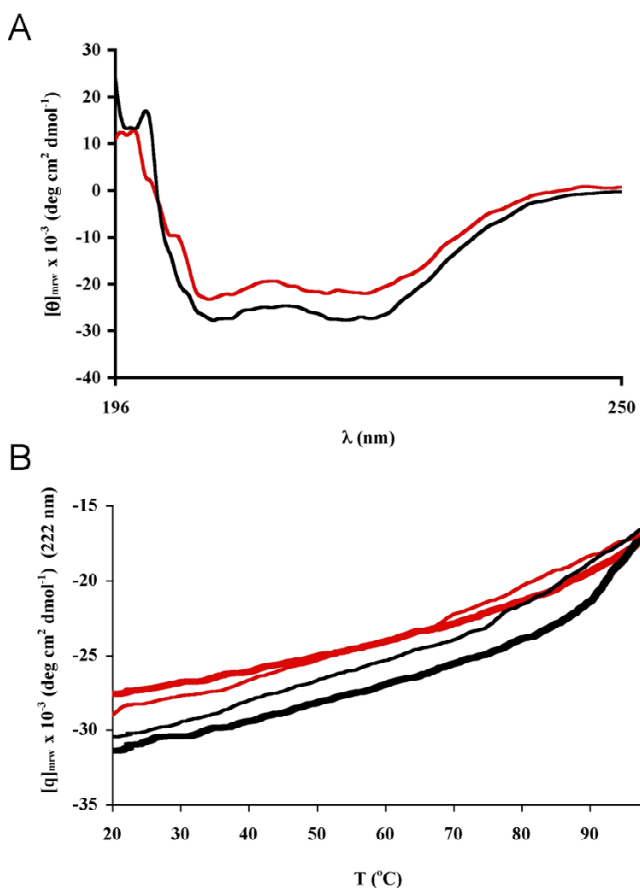 A
30
20
10
0
-10
-20
-30
-40
[θ]mrw x 10⁻³ (deg cm² dmol⁻¹)
196
250
λ (nm)
B
-15
-20
-25
-30
-35
[q]mrw x 10⁻³ (deg cm² dmol⁻¹) (222 nm)
20 30 40 50 60 70 80 90
T (°C)